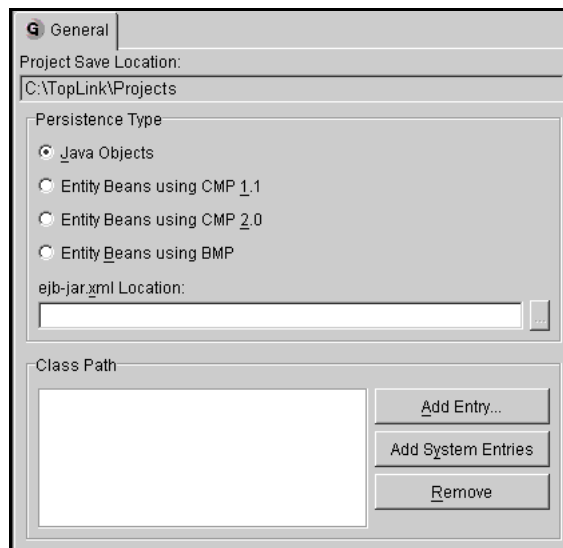 G General
Project Save Location:
C:\TopLink\Projects
Persistence Type
Java Objects
Entity Beans using CMP 1.1
Entity Beans using CMP 2.0
Entity Beans using BMP
ejb-jar.xml Location:
...
Class Path
Add Entry...
Add System Entries
Remove